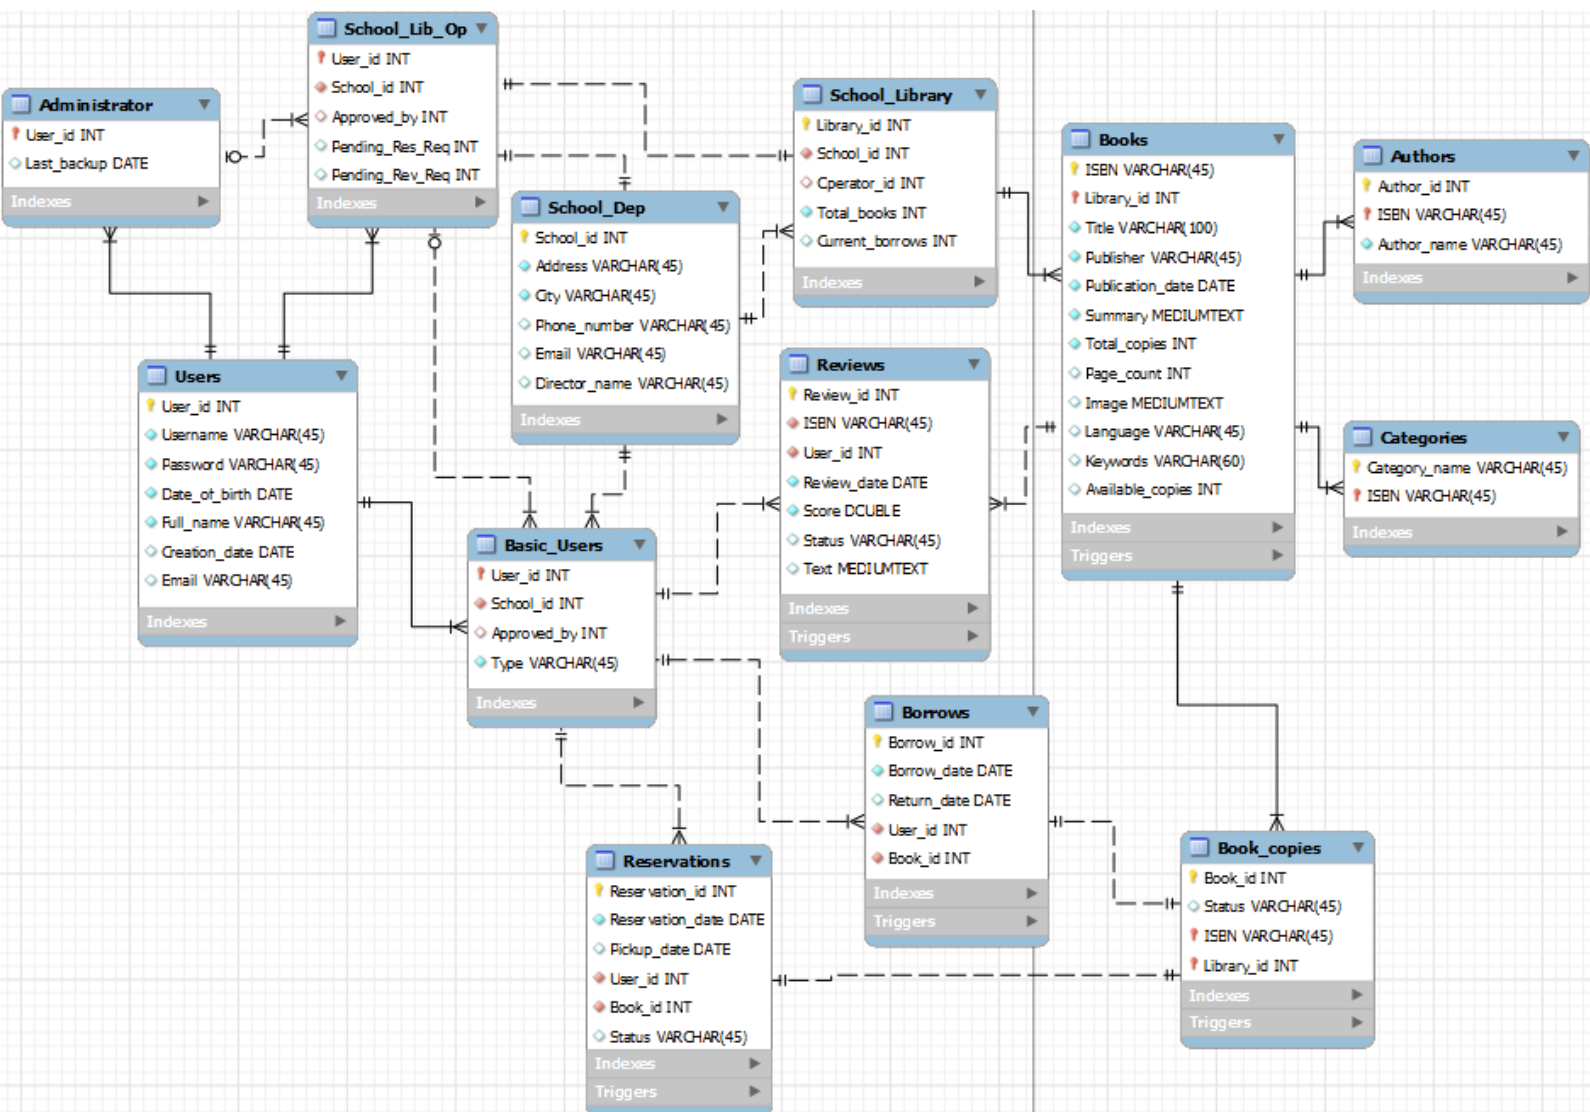 School_Lib_Op
User_id INT
School_id INT
Approved_by INT
Pending_Res_Req INT
Pending_Rev_Req INT
Indexes
Administrator
User_id INT
Last_backup DATE
Indexes
School_Dep
School_id INT
Address VARCHAR(45)
City VARCHAR(45)
Phone_number VARCHAR(45)
Email VARCHAR(45)
Director_name VARCHAR(45)
Indexes
School_Library
Library_id INT
School_id INT
Operator_id INT
Total_books INT
Current_borrows INT
Indexes
Books
ISBN VARCHAR(45)
Library_id INT
Title VARCHAR(100)
Publisher VARCHAR(45)
Publication_date DATE
Summary MEDIUMTEXT
Total_copies INT
Page_count INT
Image MEDIUMTEXT
Language VARCHAR(45)
Keywords VARCHAR(60)
Available_copies INT
Indexes
Triggers
Authors
Author_id INT
ISBN VARCHAR(45)
Author_name VARCHAR(45)
Indexes
Users
User_id INT
Username VARCHAR(45)
Password VARCHAR(45)
Date_of_birth DATE
Full_name VARCHAR(45)
Creation_date DATE
Email VARCHAR(45)
Indexes
Reviews
Review_id INT
ISBN VARCHAR(45)
User_id INT
Review_date DATE
Score DOUBLE
Status VARCHAR(45)
Text MEDIUMTEXT
Indexes
Triggers
Categories
Category_name VARCHAR(45)
ISBN VARCHAR(45)
Indexes
Basic_Users
User_id INT
School_id INT
Approved_by INT
Type VARCHAR(45)
Indexes
Borrows
Borrow_id INT
Borrow_date DATE
Return_date DATE
User_id INT
Book_id INT
Indexes
Triggers
Reservations
Reservation_id INT
Reservation_date DATE
Pickup_date DATE
User_id INT
Book_id INT
Status VARCHAR(45)
Indexes
Triggers
Book_copies
Book_id INT
Status VARCHAR(45)
ISBN VARCHAR(45)
Library_id INT
Indexes
Triggers